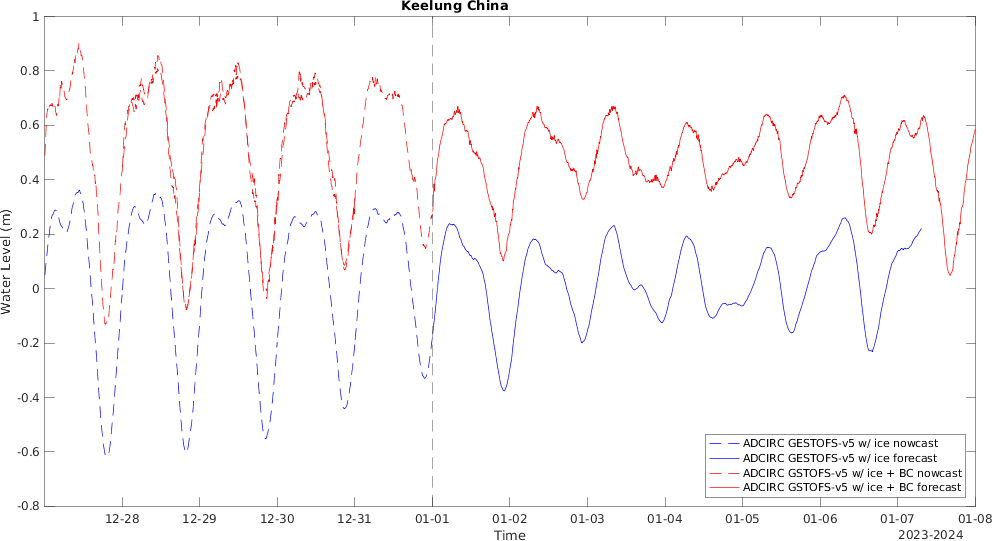 Keelung China
Water Level (m)
1
0.8
0.6
0.4
0.2
0
-0.2
-0.4
-0.6
-0.8
12-28 12-29 12-30 12-31 01-01 01-02 01-03 01-04 01-05 01-06 01-07 01-08
Time
2023-2024
ADCIRC GESTOFS-v5 w/ ice nowcast
ADCIRC GESTOFS-v5 w/ ice forecast
ADCIRC GSTOFS-v5 w/ ice + BC nowcast
ADCIRC GSTOFS-v5 w/ ice + BC forecast